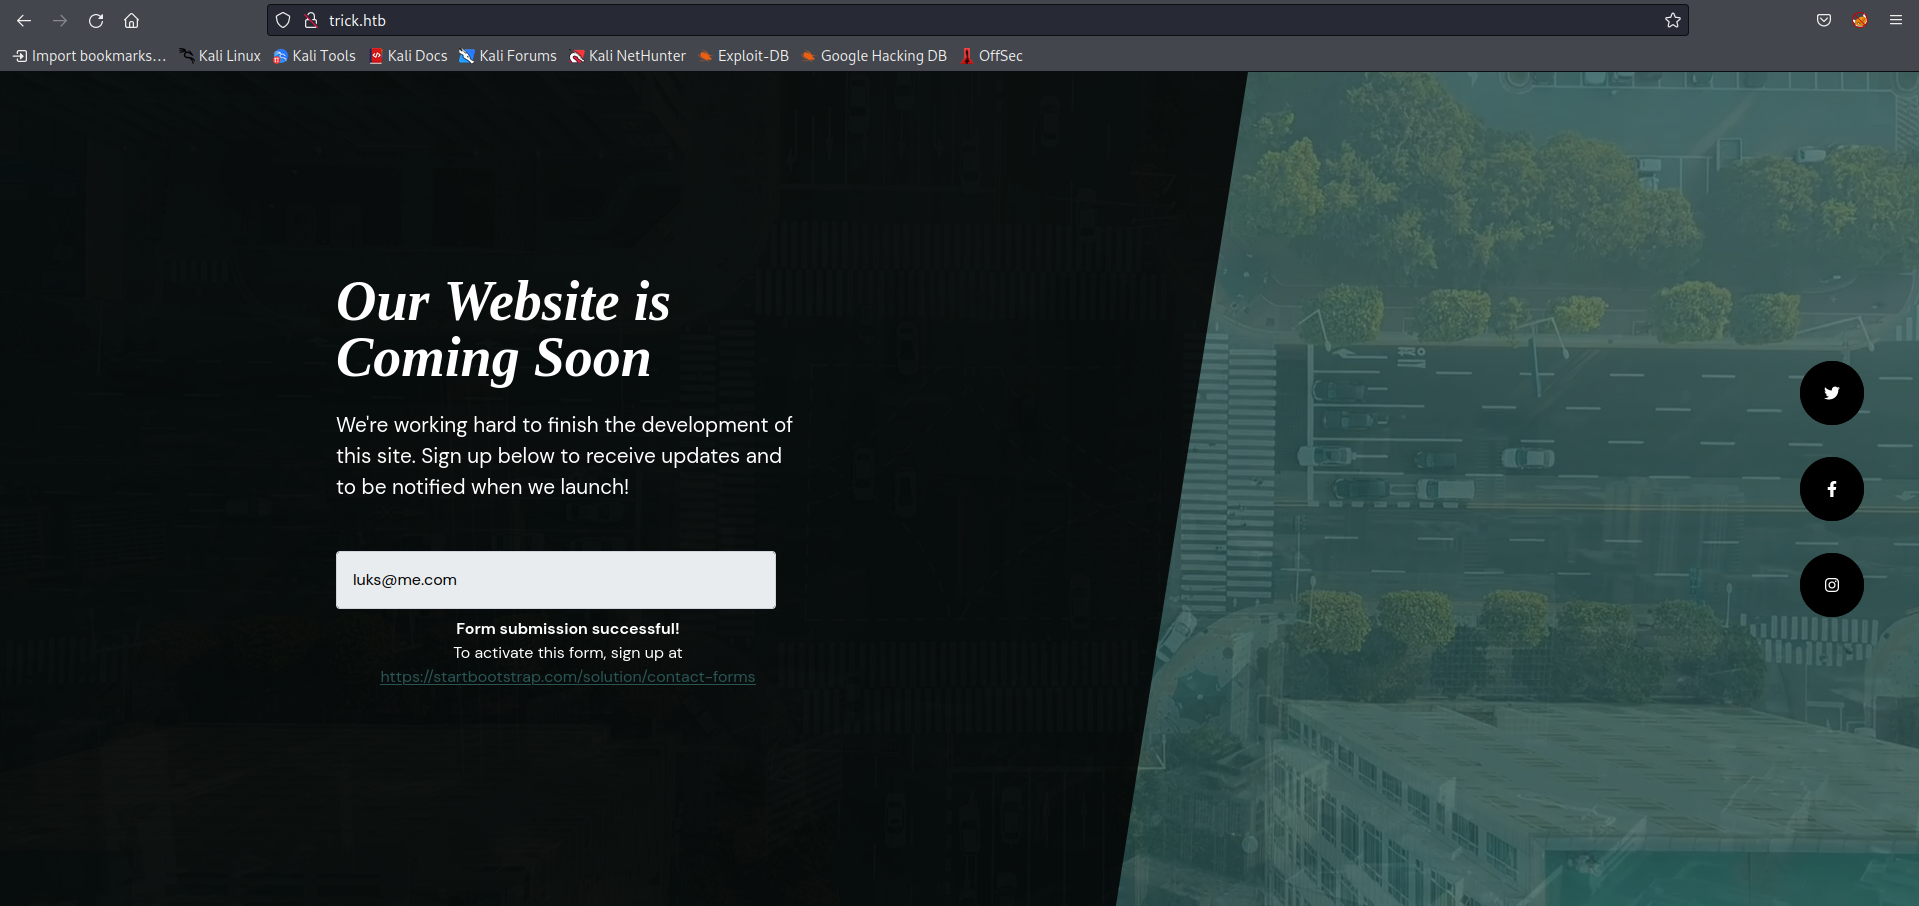 trick.htb
Import bookmarks... Kali Linux Kali Tools Kali Docs Kali Forums Kali NetHunter Exploit-DB Google Hacking DB OffSec
Our Website is
Coming Soon
We're working hard to finish the development of
this site. Sign up below to receive updates and
to be notified when we launch!
luks@me.com
Form submission successful!
To activate this form, sign up at
https://startbootstrap.com/solution/contact-forms